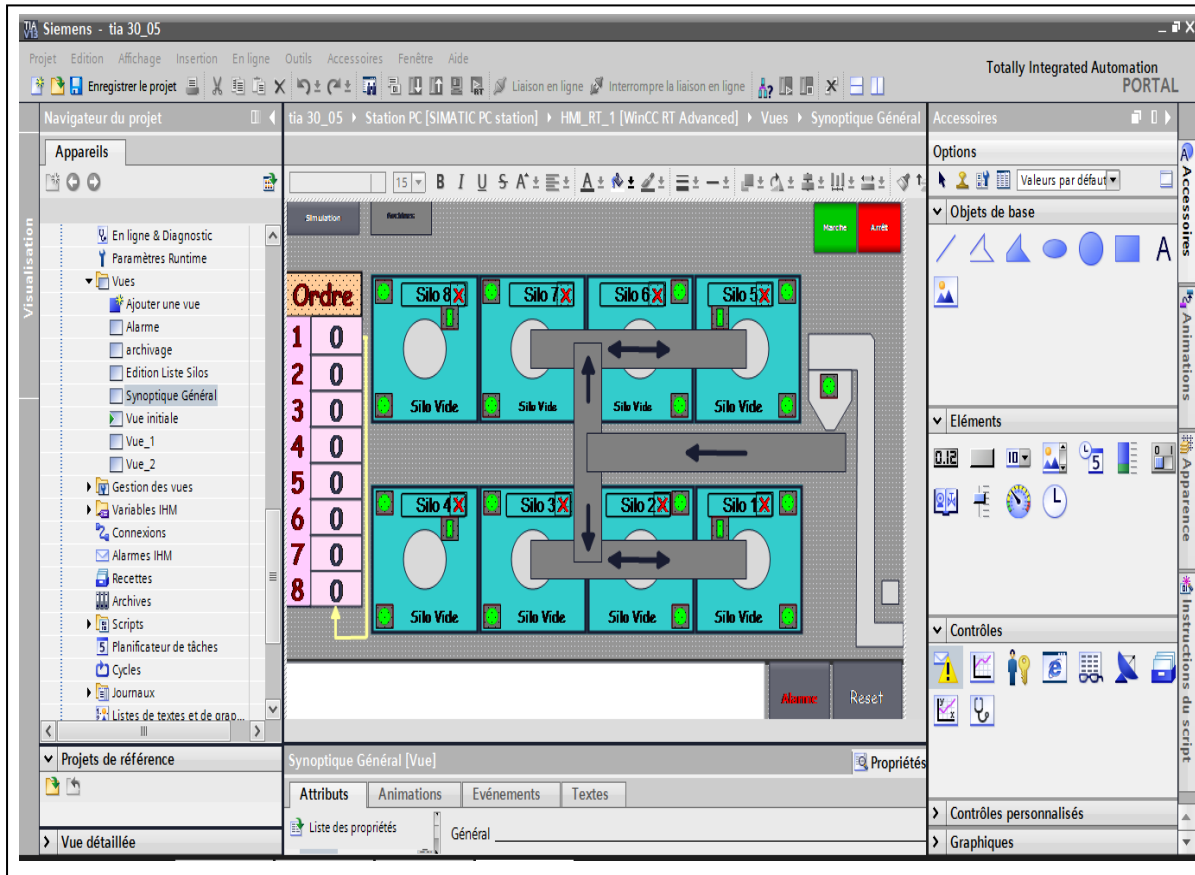 TIA V13 Siemens - tia 30_05
Projet Edition Affichage Insertion En ligne Outils Accessoires Fenêtre Aide
Totally Integrated Automation
PORTAL
Enregistrer le projet Liaison en ligne Interrompre la liaison en ligne
Navigateur du projet
tia 30_05 Station PC [SIMATIC PC station] HMI_RT_1 [WinCC RT Advanced] Vues Synoptique Général
Accessoires
Appareils
Visualisation
En ligne & Diagnostic
Paramètres Runtime
Vues
Ajouter une vue
Alarme
archivage
Edition Liste Silos
Synoptique Général
Vue initiale
Vue_1
Vue_2
Gestion des vues
Variables IHM
Connexions
Alarmes IHM
Recettes
Archives
Scripts
Planificateur de tâches
Cycles
Journaux
Listes de textes et de grap...
Projets de référence
Vue détaillée
15 B I U S A
Simulation
Marche Arrêt
Ordre
1 0
2 0
3 0
4 0
5 0
6 0
7 0
8 0
Silo 8 X Silo 7 X Silo 6 X Silo 5 X
Silo Vide Silo Vide Silo Vide Silo Vide
Silo 4 X Silo 3 X Silo 2 X Silo 1 X
Silo Vide Silo Vide Silo Vide Silo Vide
Reset
Synoptique Général [Vue]
Propriétés
Attributs Animations Evénements Textes
Liste des propriétés
Général
Options
Valeurs par défaut
Objets de base
A
Eléments
0.12 10 5
Contrôles
Contrôles personnalisés
Graphiques
Accessoires
Animations
Apparence
Instructions du script